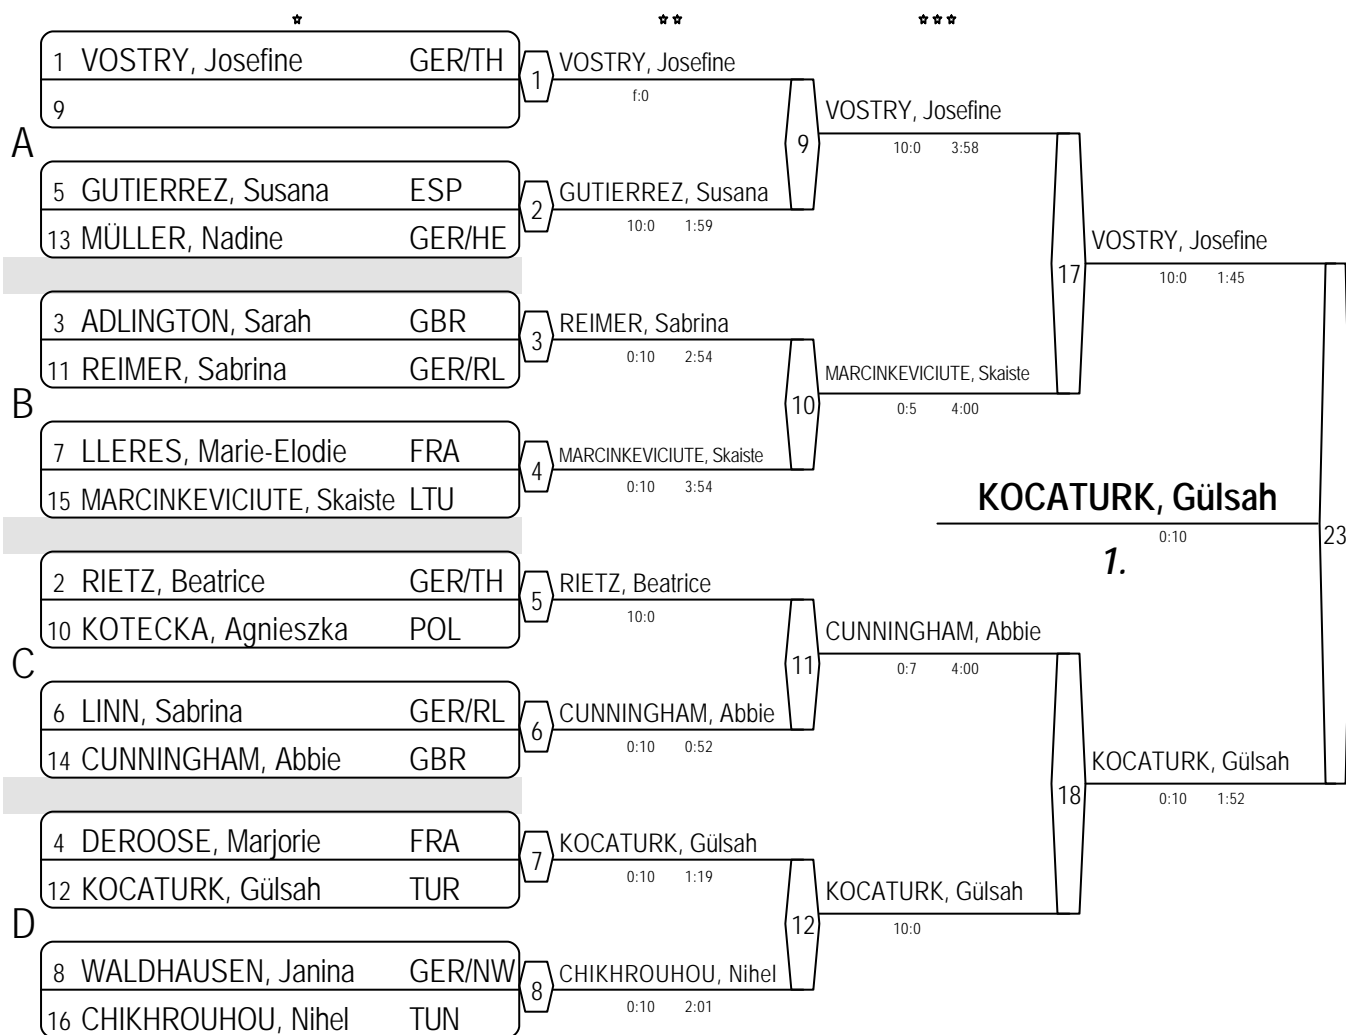 * ** ***
1 VOSTRY, Josefine GER/TH
9
1
VOSTRY, Josefine
f:0
A
5 GUTIERREZ, Susana ESP
13 MÜLLER, Nadine GER/HE
2
GUTIERREZ, Susana
10:0 1:59
9
VOSTRY, Josefine
10:0 3:58
3 ADLINGTON, Sarah GBR
11 REIMER, Sabrina GER/RL
3
REIMER, Sabrina
0:10 2:54
B
7 LLERES, Marie-Elodie FRA
15 MARCINKEVICIUTE, Skaiste LTU
4
MARCINKEVICIUTE, Skaiste
0:10 3:54
10
MARCINKEVICIUTE, Skaiste
0:5 4:00
17
VOSTRY, Josefine
10:0 1:45
2 RIETZ, Beatrice GER/TH
10 KOTECKA, Agnieszka POL
5
RIETZ, Beatrice
10:0
C
6 LINN, Sabrina GER/RL
14 CUNNINGHAM, Abbie GBR
6
CUNNINGHAM, Abbie
0:10 0:52
11
CUNNINGHAM, Abbie
0:7 4:00
4 DEROOSE, Marjorie FRA
12 KOCATURK, Gülsah TUR
7
KOCATURK, Gülsah
0:10 1:19
D
8 WALDHAUSEN, Janina GER/NW
16 CHIKHROUHOU, Nihel TUN
8
CHIKHROUHOU, Nihel
0:10 2:01
12
KOCATURK, Gülsah
10:0
18
KOCATURK, Gülsah
0:10 1:52
23
KOCATURK, Gülsah
0:10
1.